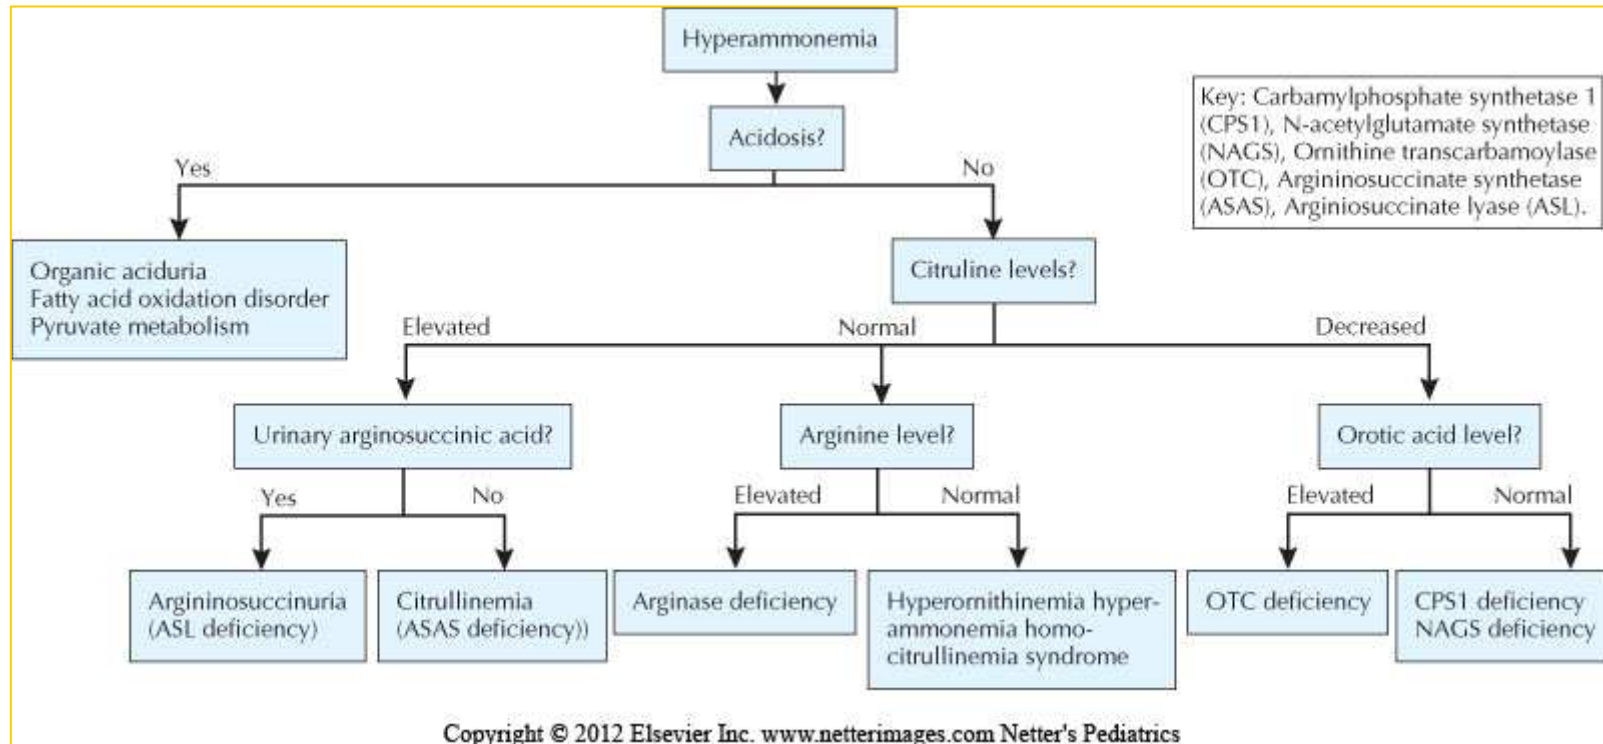 Hyperammonemia
Key: Carbamylphosphate synthetase 1
(CPS1), N-acetylglutamate synthetase
(NAGS), Ornithine transcarbamoylase
(OTC), Argininosuccinate synthetase
(ASAS), Arginiosuccinate lyase (ASL).
Acidosis?
Yes
No
Organic aciduria
Fatty acid oxidation disorder
Pyruvate metabolism
Citruline levels?
Elevated
Normal
Decreased
Urinary arginosuccinic acid?
Arginine level?
Orotic acid level?
Yes
No
Elevated
Normal
Elevated
Normal
Argininosuccinuria
(ASL deficiency)
Citrullinemia
(ASAS deficiency))
Arginase deficiency
Hyperornithinemia hyper-
ammonemia homo-
citrullinemia syndrome
OTC deficiency
CPS1 deficiency
NAGS deficiency
Copyright © 2012 Elsevier Inc. www.netterimages.com Netter's Pediatrics